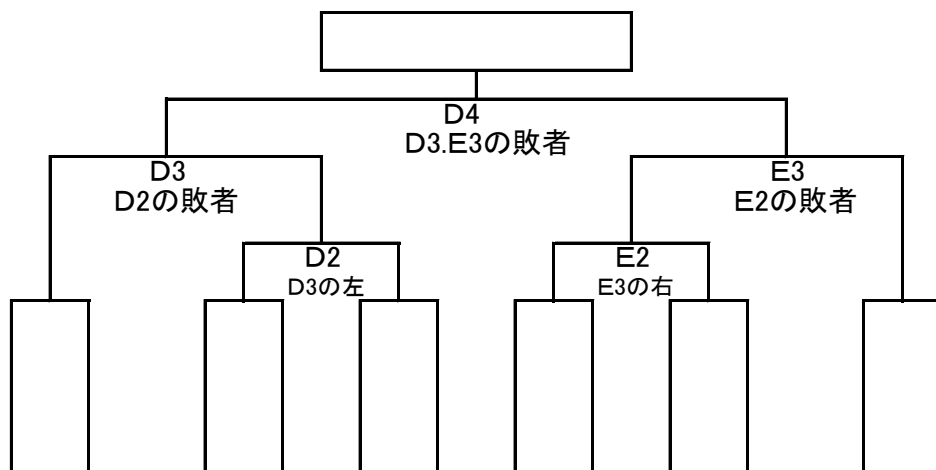 D4
D3.E3の敗者
D3
D2の敗者
E3
E2の敗者
D2
D3の左
E2
E3の右